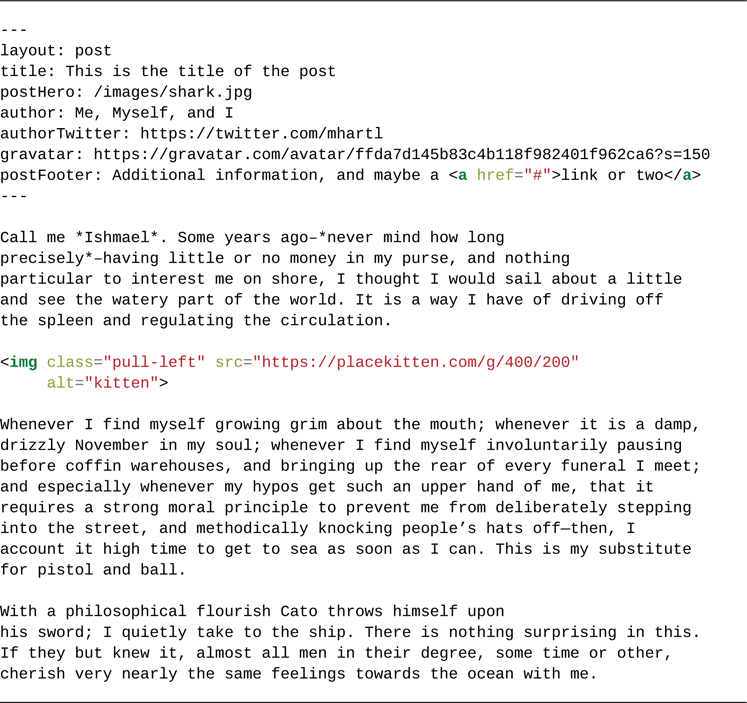 ---
layout: post
title: This is the title of the post
postHero: /images/shark.jpg
author: Me, Myself, and I
authorTwitter: https://twitter.com/mhartl
gravatar: https://gravatar.com/avatar/ffda7d145b83c4b118f982401f962ca6?s=150
postFooter: Additional information, and maybe a <a href="#">link or two</a>
---
Call me *Ishmael*. Some years ago–*never mind how long
precisely*–having little or no money in my purse, and nothing
particular to interest me on shore, I thought I would sail about a little
and see the watery part of the world. It is a way I have of driving off
the spleen and regulating the circulation.
<img class="pull-left" src="https://placekitten.com/g/400/200"
     alt="kitten">
Whenever I find myself growing grim about the mouth; whenever it is a damp,
drizzly November in my soul; whenever I find myself involuntarily pausing
before coffin warehouses, and bringing up the rear of every funeral I meet;
and especially whenever my hypos get such an upper hand of me, that it
requires a strong moral principle to prevent me from deliberately stepping
into the street, and methodically knocking people’s hats off—then, I
account it high time to get to sea as soon as I can. This is my substitute
for pistol and ball.
With a philosophical flourish Cato throws himself upon
his sword; I quietly take to the ship. There is nothing surprising in this.
If they but knew it, almost all men in their degree, some time or other,
cherish very nearly the same feelings towards the ocean with me.